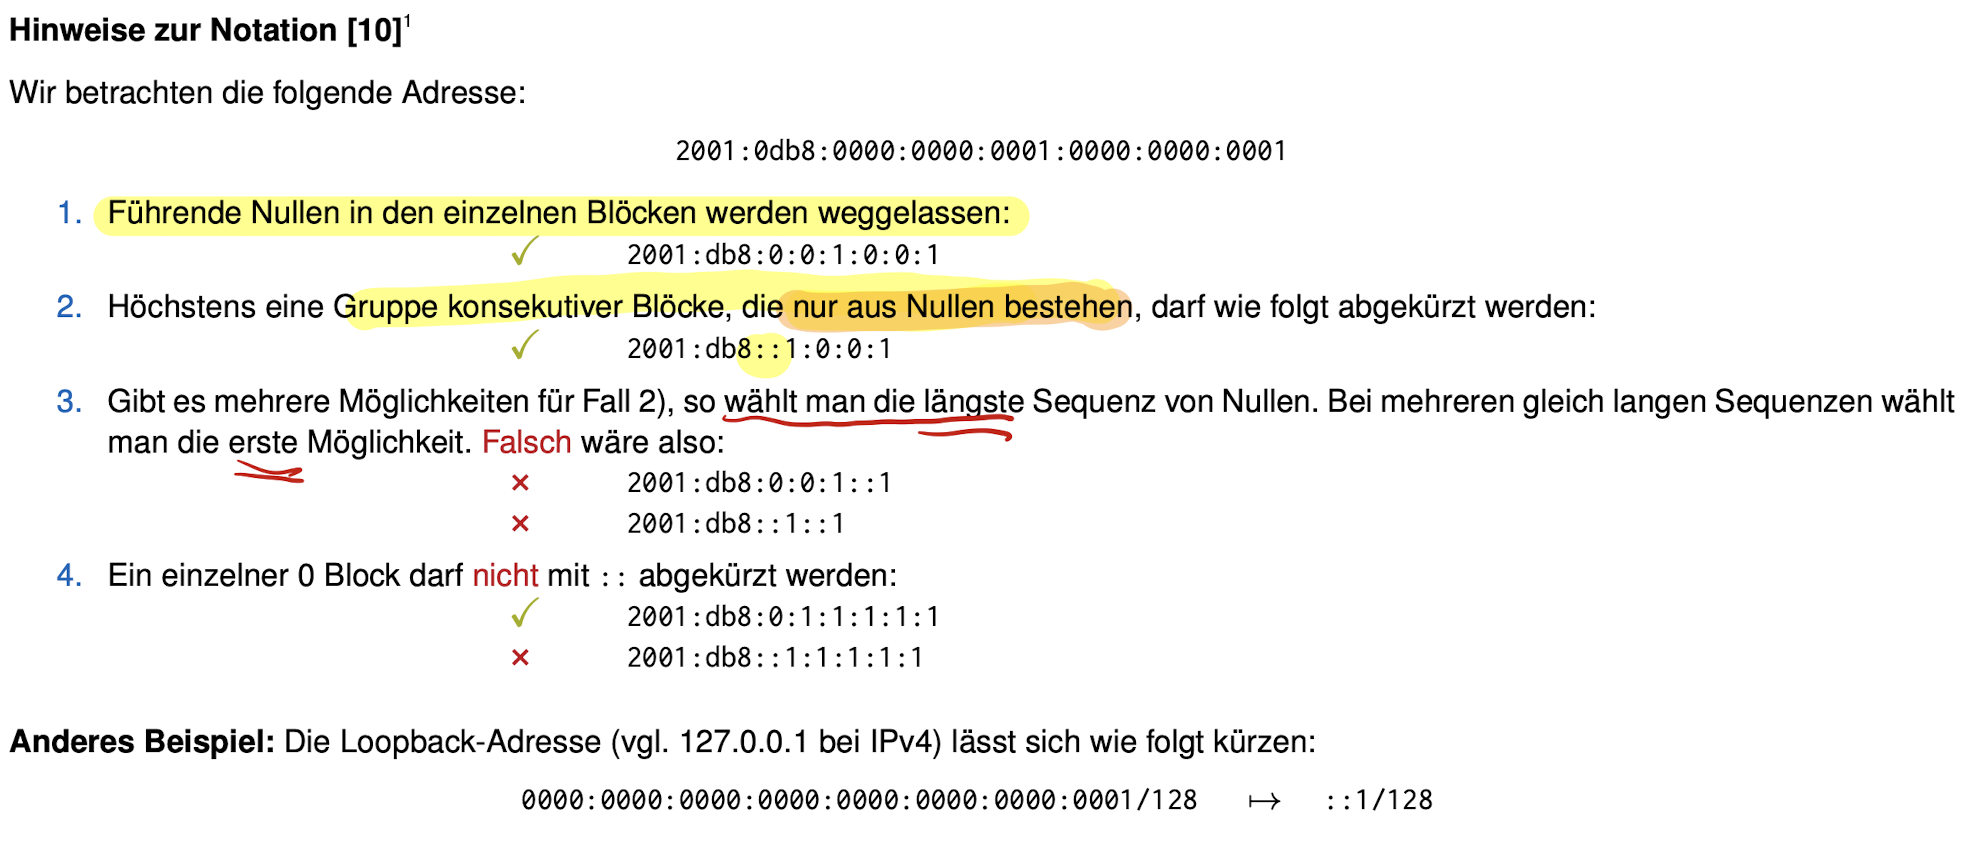 Hinweise zur Notation [10]¹
Wir betrachten die folgende Adresse:
2001:0db8:0000:0000:0001:0000:0000:0001
1. Führende Nullen in den einzelnen Blöcken werden weggelassen:
✓ 2001:db8:0:0:1:0:0:1
2. Höchstens eine Gruppe konsekutiver Blöcke, die nur aus Nullen bestehen, darf wie folgt abgekürzt werden:
✓ 2001:db8::1:0:0:1
3. Gibt es mehrere Möglichkeiten für Fall 2), so wählt man die längste Sequenz von Nullen. Bei mehreren gleich langen Sequenzen wählt
man die erste Möglichkeit. Falsch wäre also:
× 2001:db8:0:0:1::1
× 2001:db8::1::1
4. Ein einzelner 0 Block darf nicht mit :: abgekürzt werden:
✓ 2001:db8:0:1:1:1:1:1
× 2001:db8::1:1:1:1:1
Anderes Beispiel: Die Loopback-Adresse (vgl. 127.0.0.1 bei IPv4) lässt sich wie folgt kürzen:
0000:0000:0000:0000:0000:0000:0000:0001/128 ↦ ::1/128